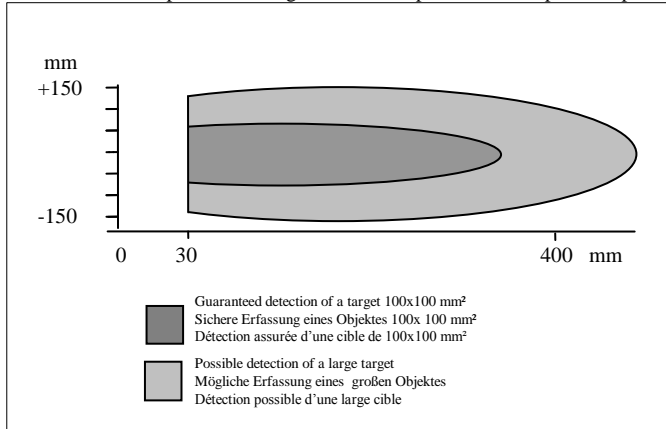 mm
+150
-150
0 30 400 mm
Guaranteed detection of a target 100x100 mm²
Sichere Erfassung eines Objektes 100x 100 mm²
Détection assurée d’une cible de 100x100 mm²
Possible detection of a large target
Mögliche Erfassung eines großen Objektes
Détection possible d’une large cible